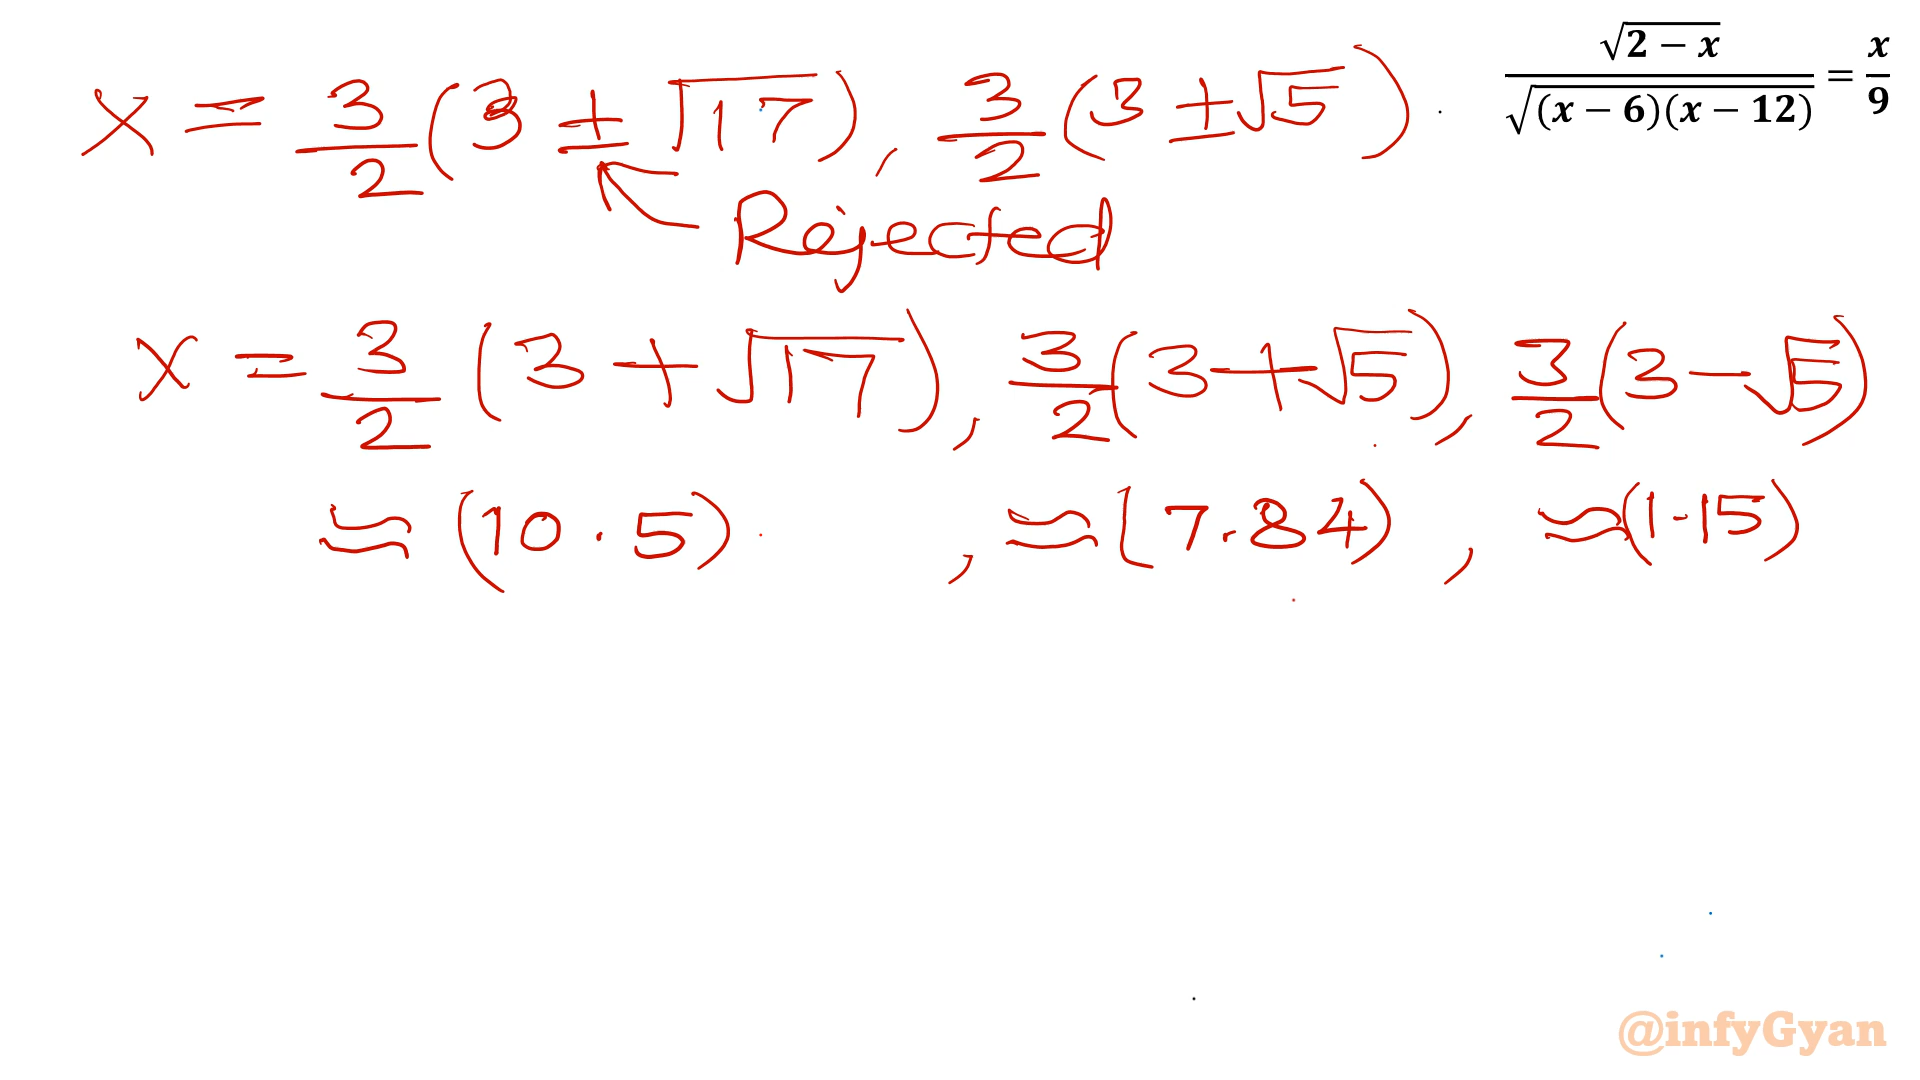 x = 3/2 (3 ± √17), 3/2 (3 ± √5)
√(2 − x) / √((x − 6)(x − 12)) = x/9
Rejected
x = 3/2 (3 + √17), 3/2 (3 + √5), 3/2 (3 − √5)
≈ (10.5), ≈ (7.84), ≈ (1.15)
@infyGyan